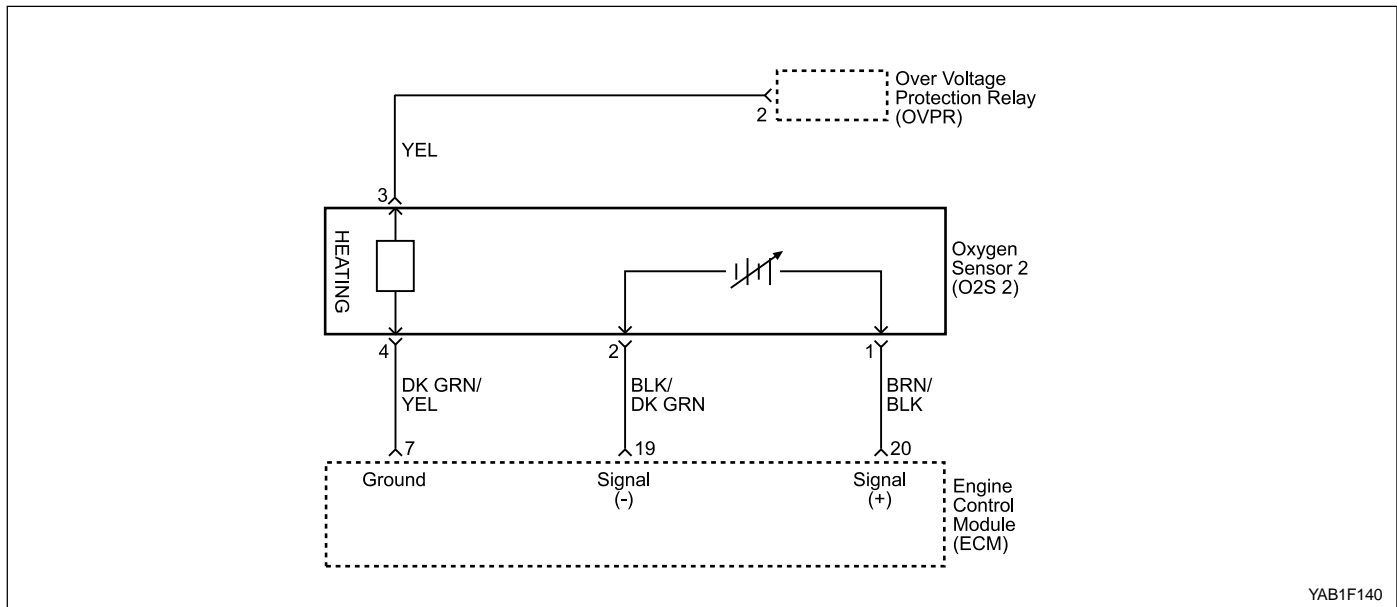 Over Voltage
Protection Relay
(OVPR)
2
YEL
3
HEATING
Oxygen
Sensor 2
(O2S 2)
4
2
1
DK GRN/
YEL
BLK/
DK GRN
BRN/
BLK
7
19
20
Ground
Signal
(-)
Signal
(+)
Engine
Control
Module
(ECM)
YAB1F140